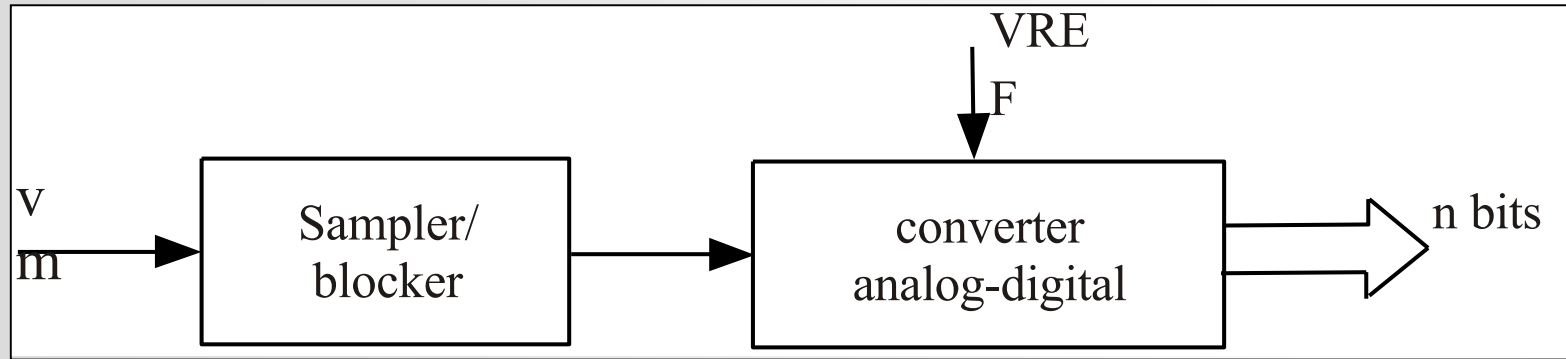 VRE
F
v
m
Sampler/
blocker
converter
analog-digital
n bits